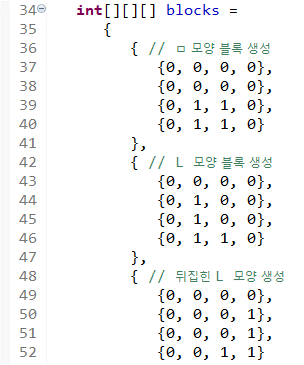 34 int[][][] blocks =
35 {
36 { // ㅁ 모양 블록 생성
37 {0, 0, 0, 0},
38 {0, 0, 0, 0},
39 {0, 1, 1, 0},
40 {0, 1, 1, 0}
41 },
42 { // L 모양 블록 생성
43 {0, 0, 0, 0},
44 {0, 1, 0, 0},
45 {0, 1, 0, 0},
46 {0, 1, 1, 0}
47 },
48 { // 뒤집힌 L 모양 생성
49 {0, 0, 0, 0},
50 {0, 0, 0, 1},
51 {0, 0, 0, 1},
52 {0, 0, 1, 1}